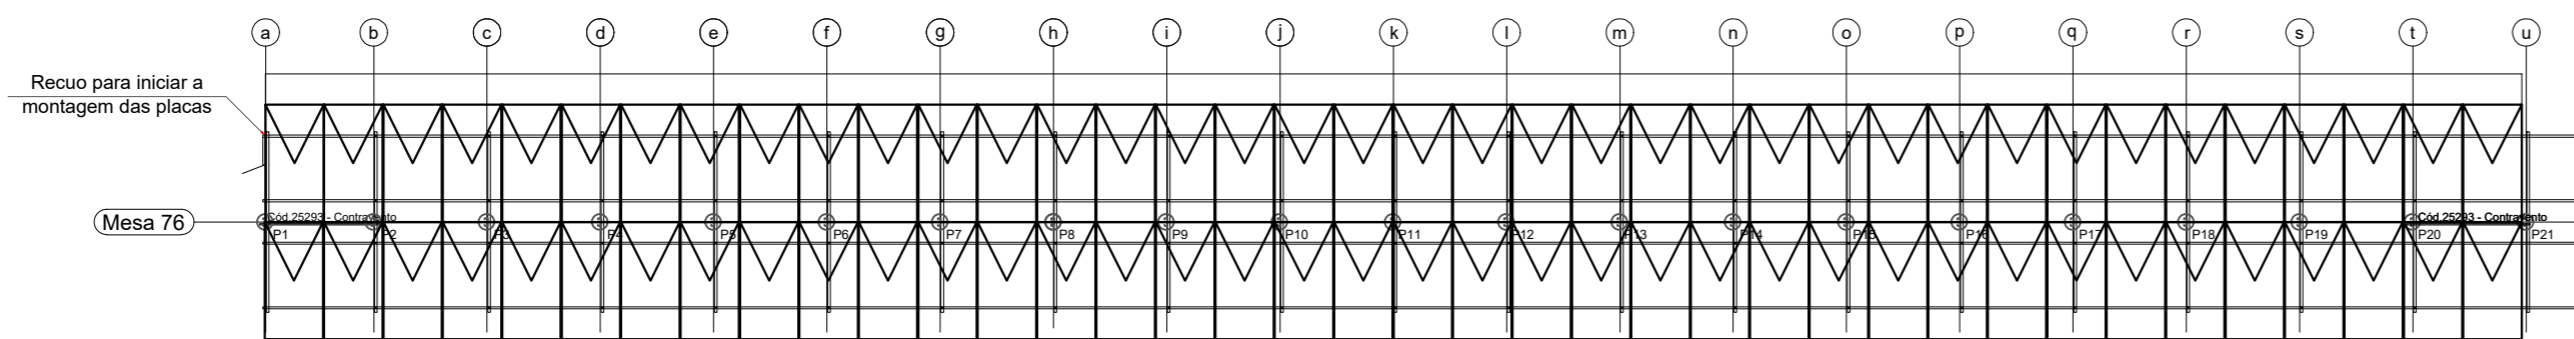 a b c d e f g h i j k l m n o p q r s t u
Recuo para iniciar a
montagem das placas
Mesa 76
Cód.25293 - Contravento
Cód.25293 - Contravento
P1 P2 P3 P4 P5 P6 P7 P8 P9 P10 P11 P12 P13 P14 P15 P16 P17 P18 P19 P20 P21